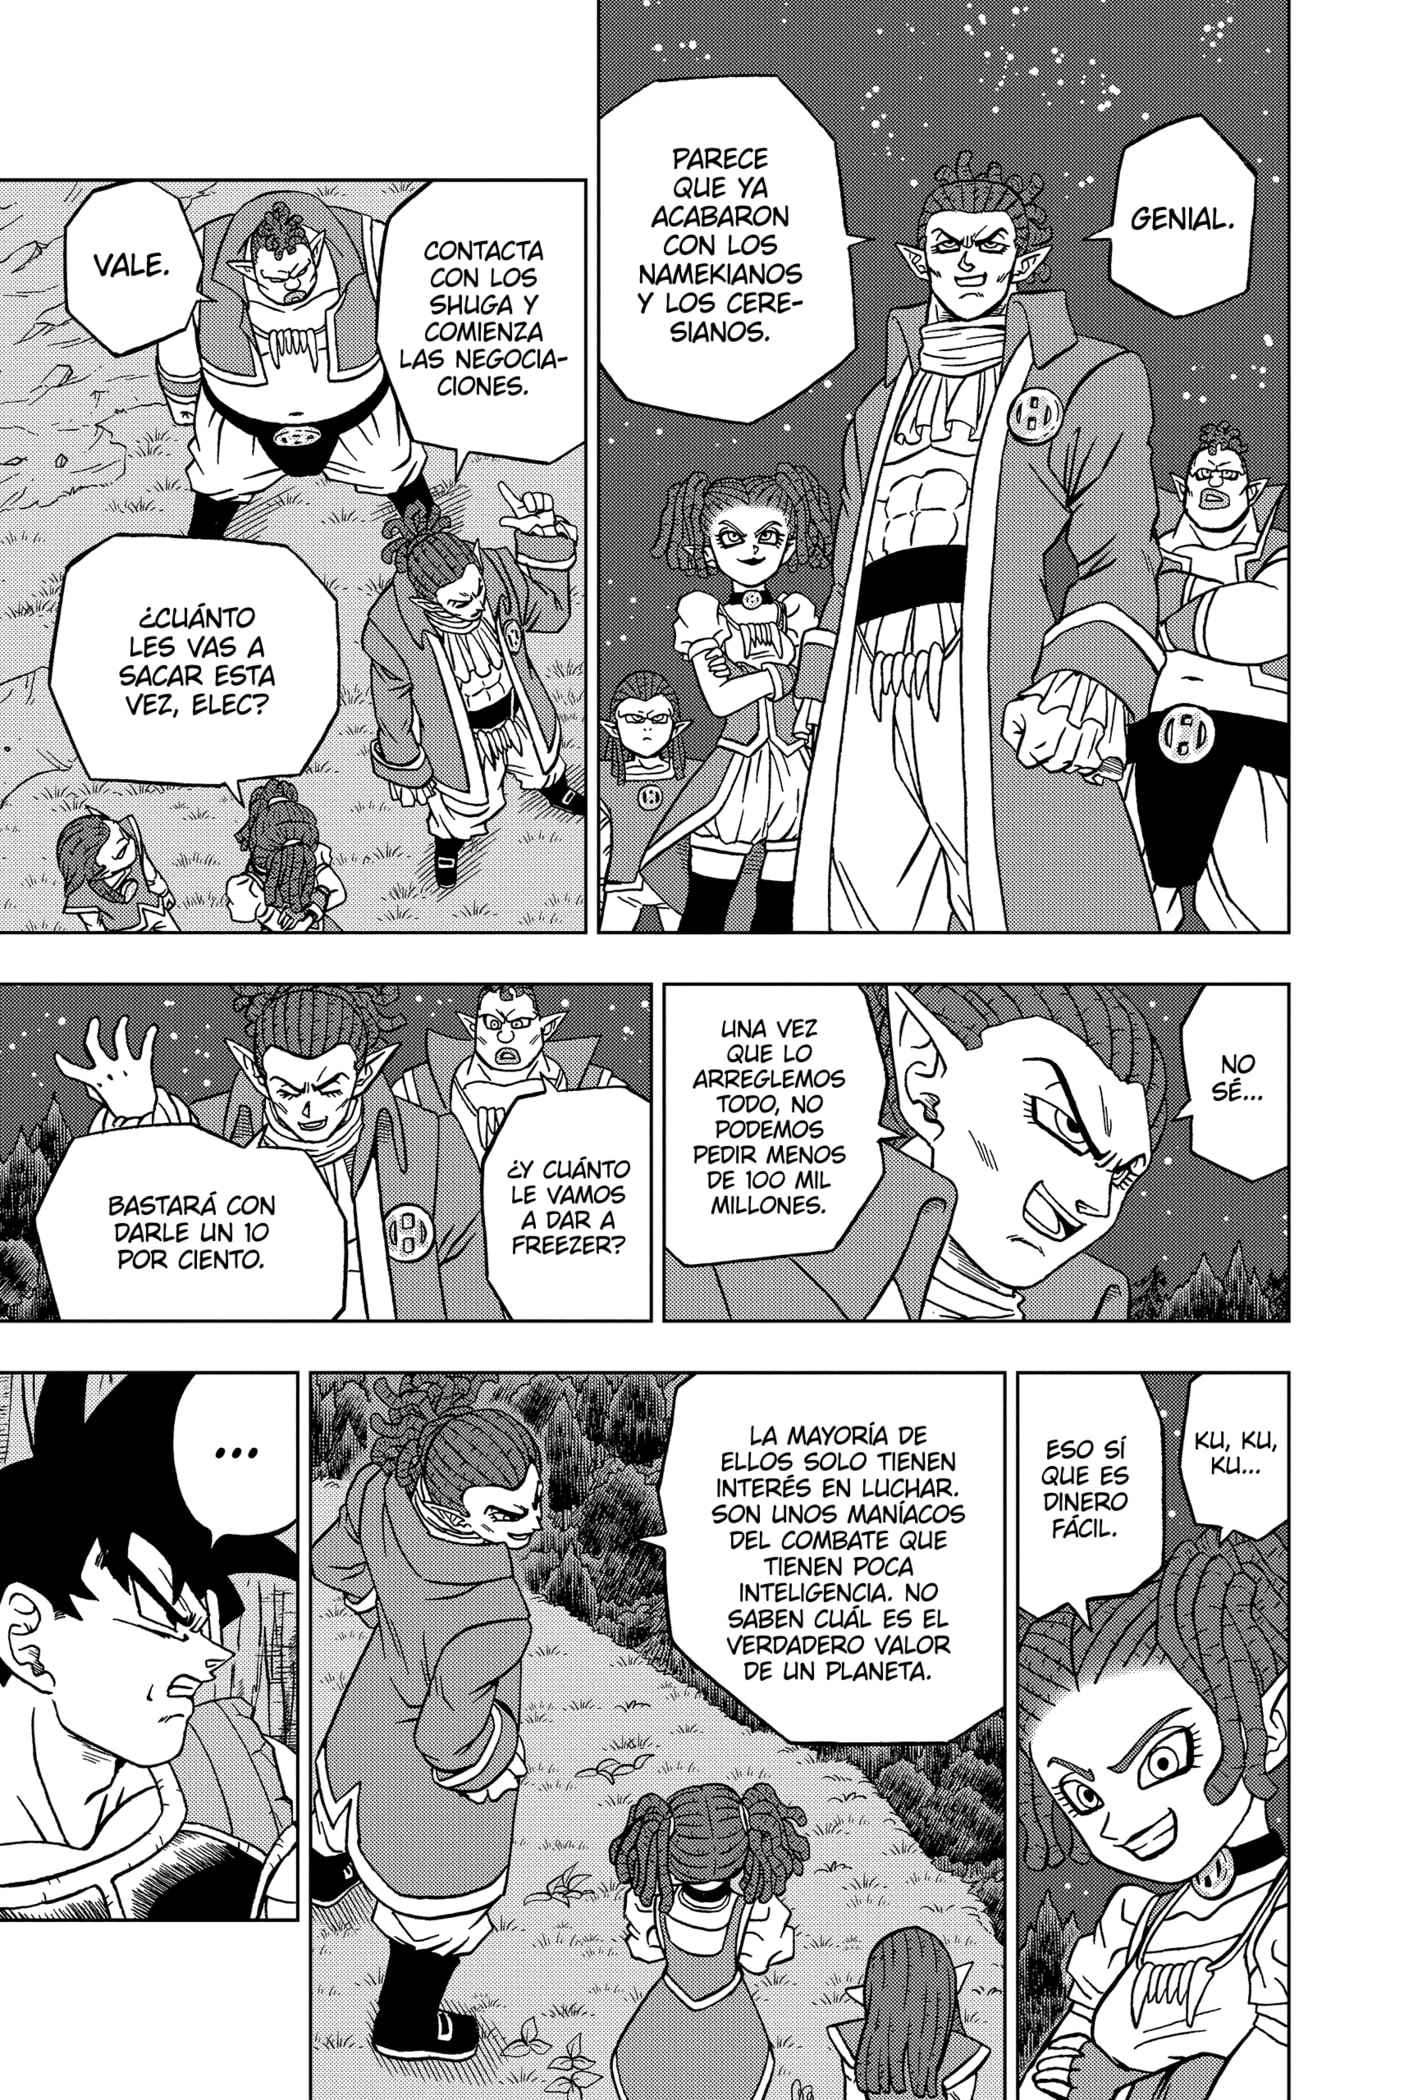 GENIAL.
PARECE
QUE YA
ACABARON
CON LOS
NAMEKIANOS
Y LOS CERE-
SIANOS.
CONTACTA
CON LOS
SHUGA Y
COMIENZA
LAS NEGOCIA-
CIONES.
VALE.
¿CUÁNTO
LES VAS A
SACAR ESTA
VEZ, ELEC?
NO
SÉ...
UNA VEZ
QUE LO
ARREGLEMOS
TODO, NO
PODEMOS
PEDIR MENOS
DE 100 MIL
MILLONES.
¿Y CUÁNTO
LE VAMOS
A DAR A
FREEZER?
BASTARÁ CON
DARLE UN 10
POR CIENTO.
KU, KU,
KU...
ESO SÍ
QUE ES
DINERO
FÁCIL.
LA MAYORÍA DE
ELLOS SOLO TIENEN
INTERÉS EN LUCHAR.
SON UNOS MANÍACOS
DEL COMBATE QUE
TIENEN POCA
INTELIGENCIA. NO
SABEN CUÁL ES EL
VERDADERO VALOR
DE UN PLANETA.
...